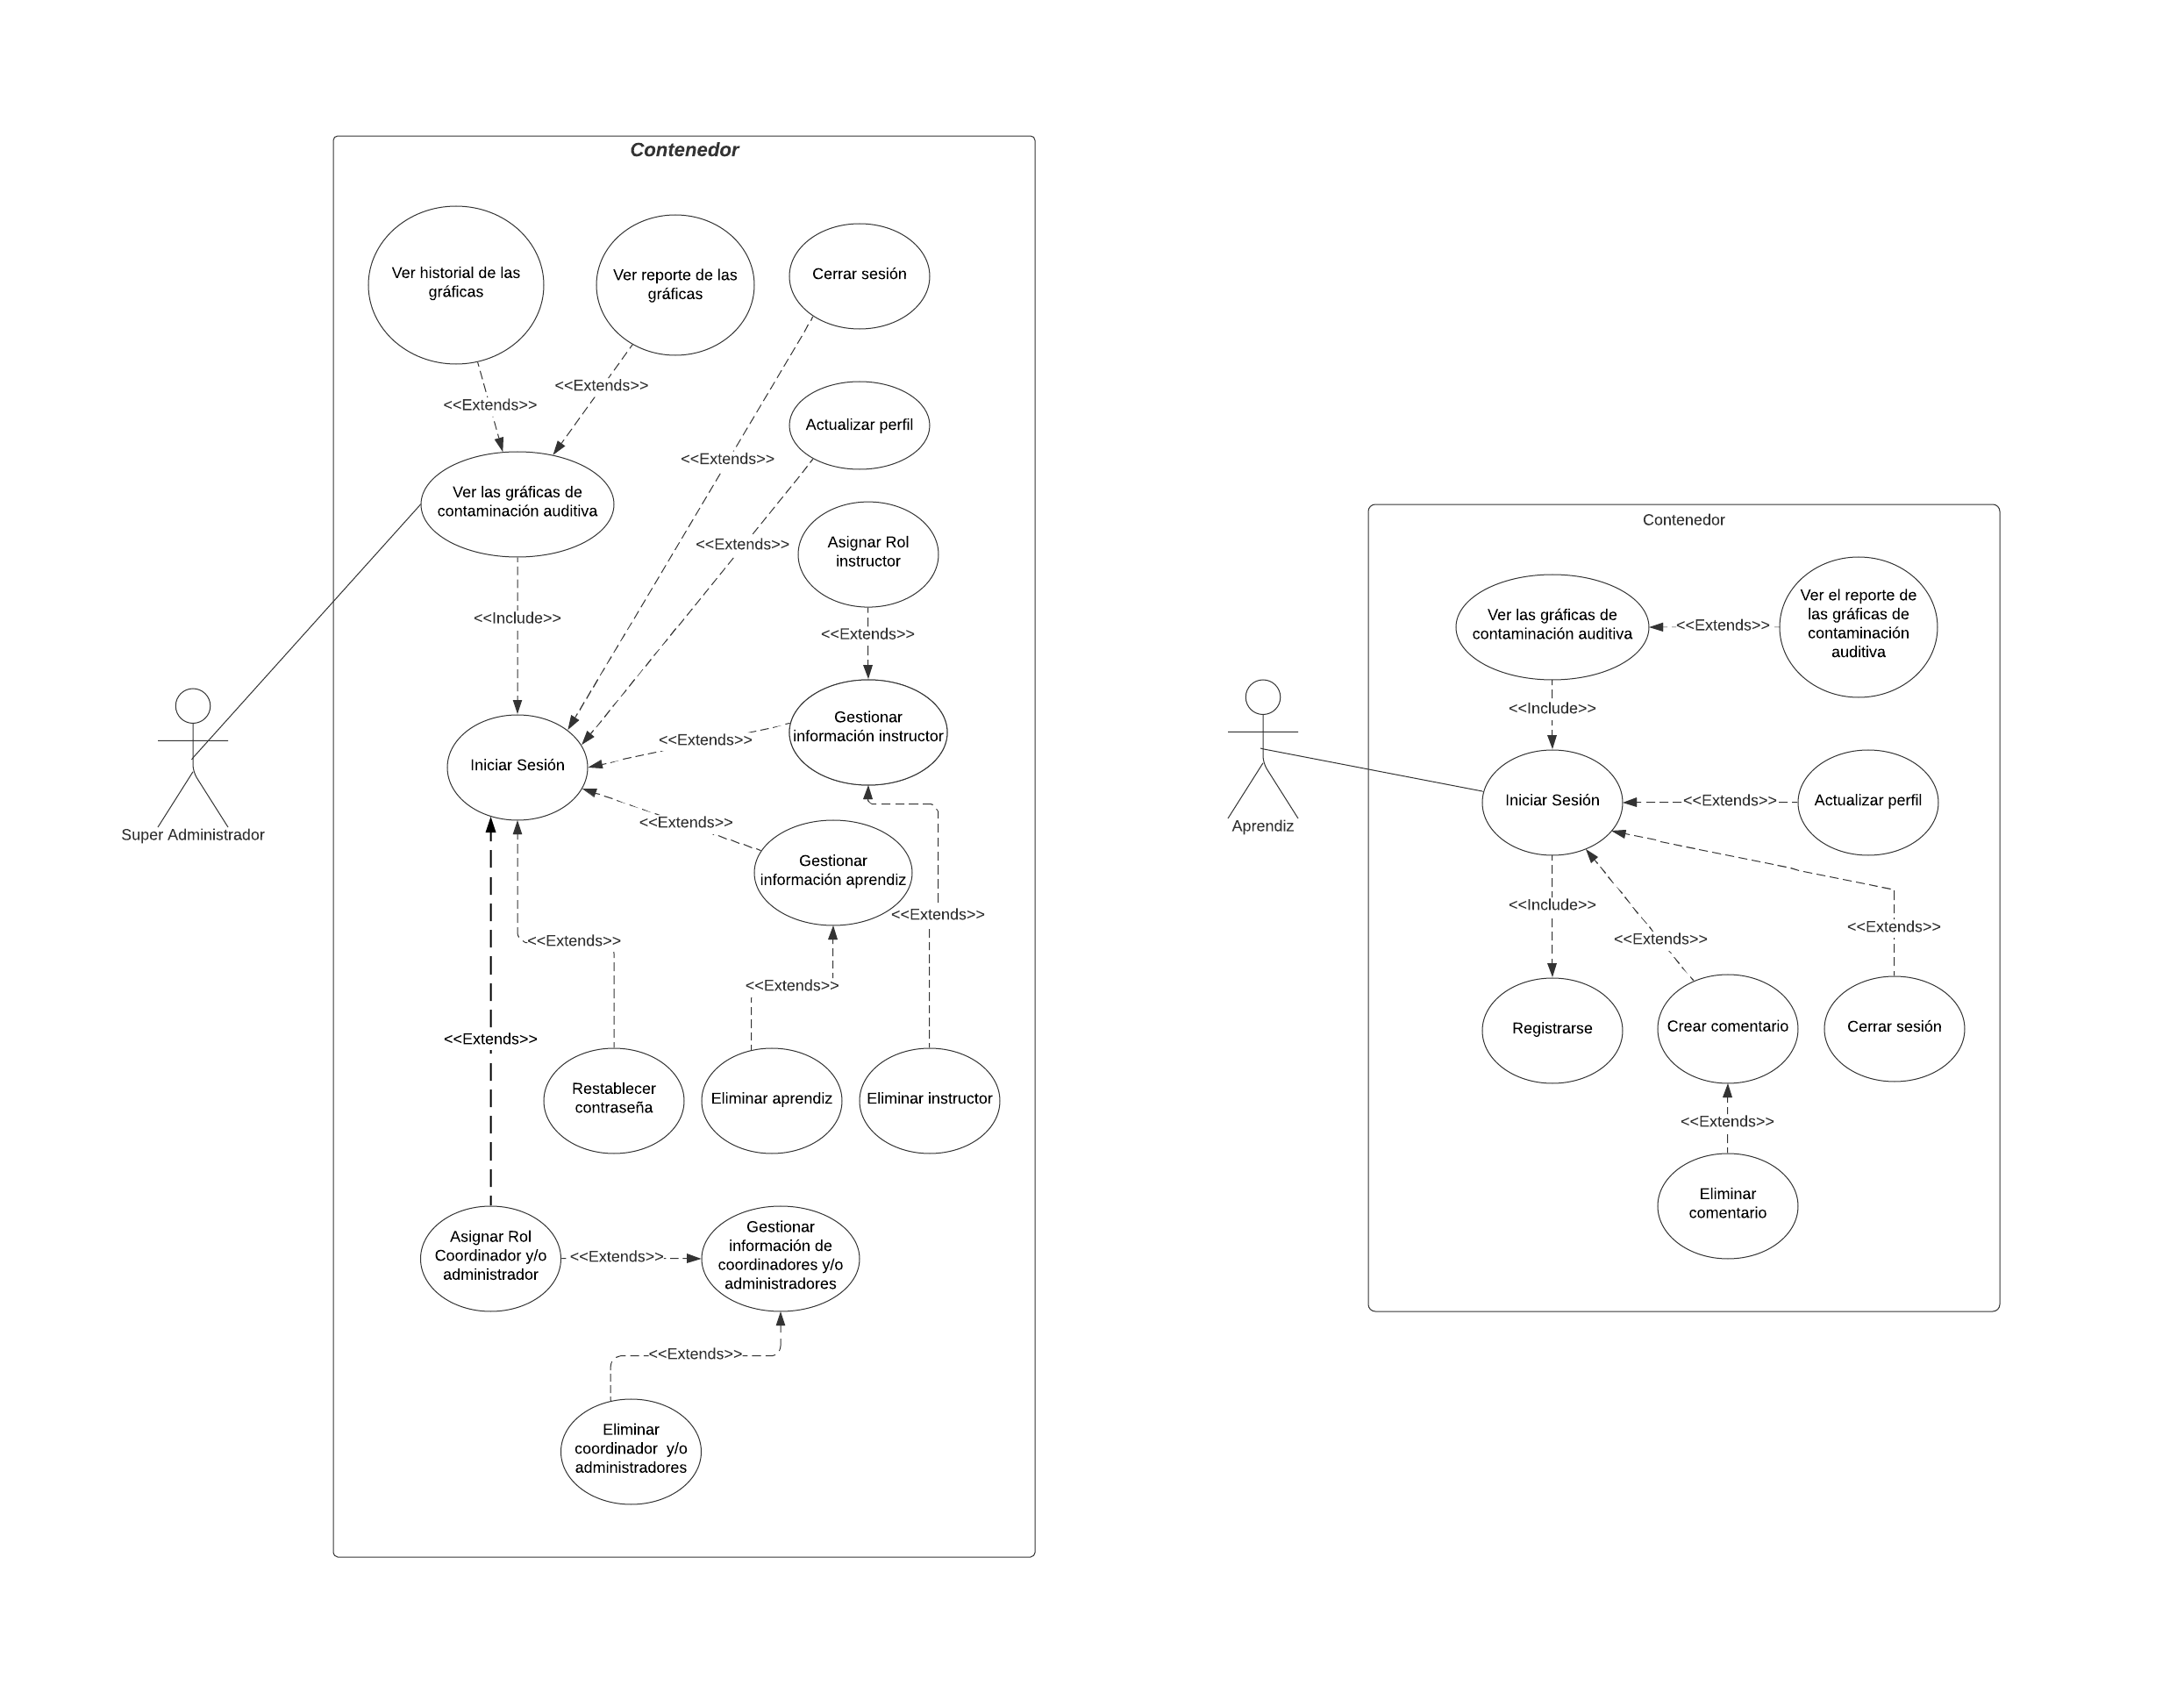 Contenedor
Ver historial de las
gráficas
Ver reporte de las
gráficas
Cerrar sesión
<<Extends>>
<<Extends>>
Actualizar perfil
<<Extends>>
Ver las gráficas de
contaminación auditiva
<<Extends>>
Asignar Rol
instructor
<<Include>>
<<Extends>>
Gestionar
información instructor
<<Extends>>
Iniciar Sesión
Super Administrador
<<Extends>>
Gestionar
información aprendiz
<<Extends>>
<<Extends>>
<<Extends>>
<<Extends>>
Restablecer
contraseña
Eliminar aprendiz
Eliminar instructor
Asignar Rol
Coordinador y/o
administrador
<<Extends>>
Gestionar
información de
coordinadores y/o
administradores
<<Extends>>
Eliminar
coordinador  y/o
administradores
Contenedor
Ver las gráficas de
contaminación auditiva
<<Extends>>
Ver el reporte de
las gráficas de
contaminación
auditiva
<<Include>>
Aprendiz
Iniciar Sesión
<<Extends>>
Actualizar perfil
<<Include>>
<<Extends>>
<<Extends>>
Registrarse
Crear comentario
Cerrar sesión
<<Extends>>
Eliminar
comentario